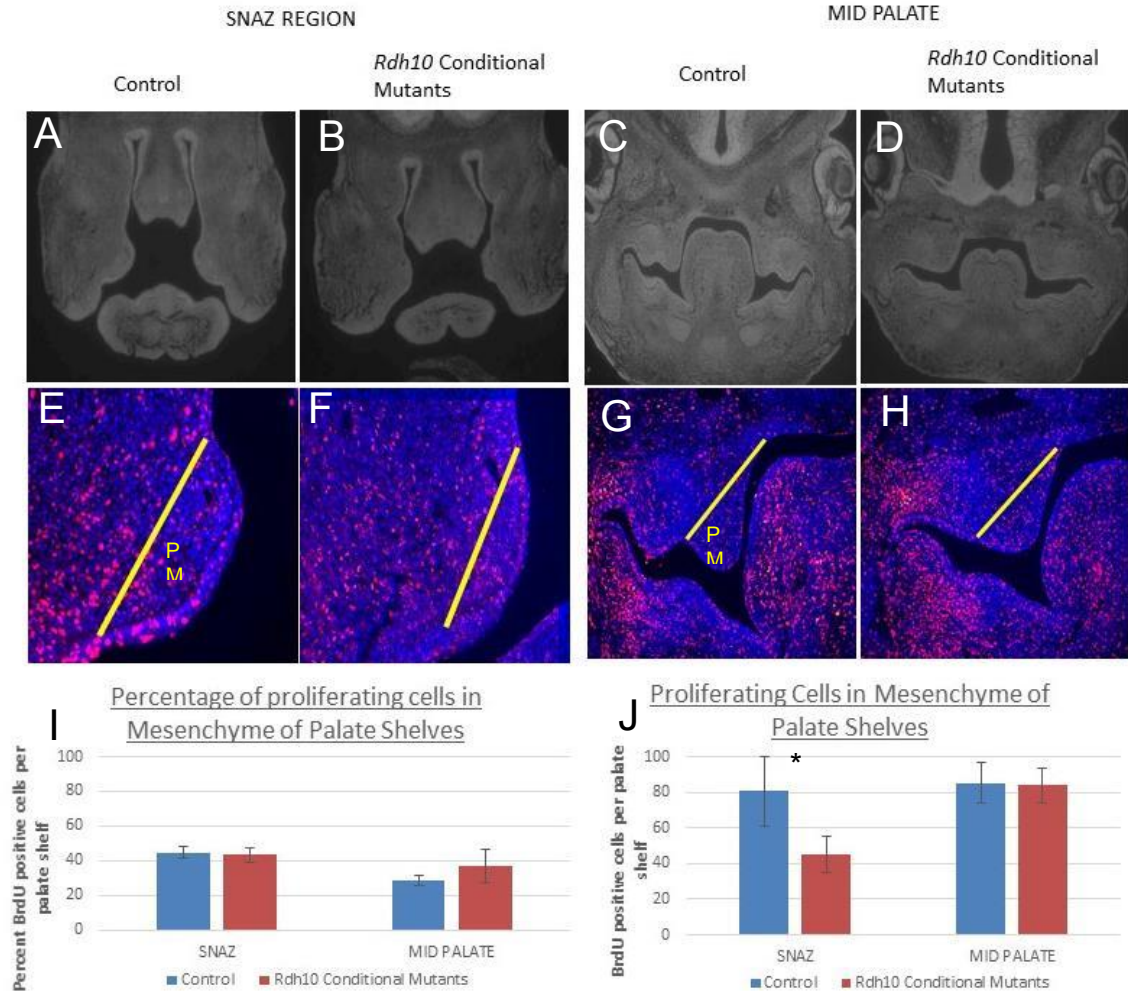 SNAZ REGION
MID PALATE
Control
Rdh10 Conditional
Mutants
Control
Rdh10 Conditional
Mutants
A
B
C
D
E
F
G
H
P
M
P
M
I
Percentage of proliferating cells in
Mesenchyme of Palate Shelves
Percent BrdU positive cells per
palate shelf
100
80
60
40
20
0
SNAZ
MID PALATE
Control
Rdh10 Conditional Mutants
J
Proliferating Cells in Mesenchyme of
Palate Shelves
BrdU positive cells per palate
shelf
100
80
60
40
20
0
*
SNAZ
MID PALATE
Control
Rdh10 Conditional Mutants